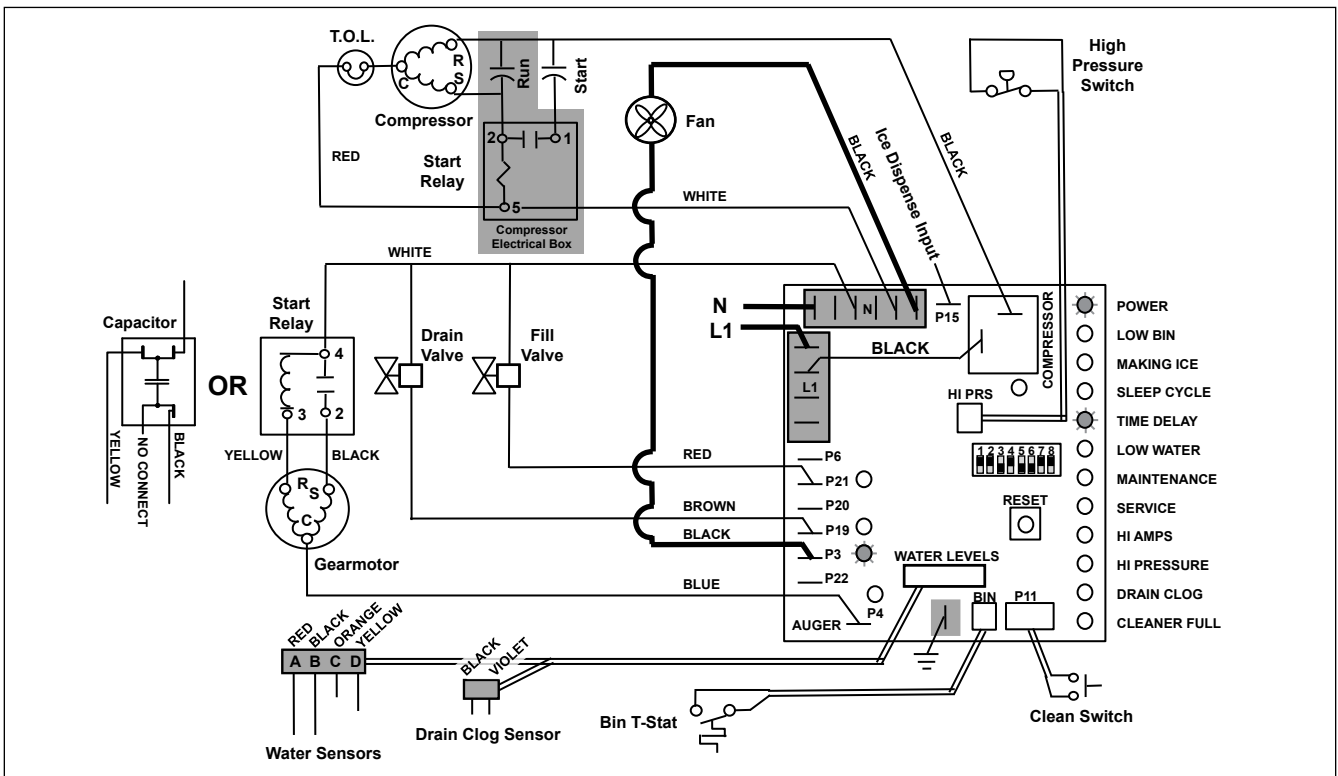 T.O.L.
R
S
C
Run
Start
High
Pressure
Switch
Compressor
Fan
2
1
RED
Start
Relay
5
Compressor
Electrical Box
WHITE
BLACK
Ice Dispense Input
BLACK
WHITE
Capacitor
YELLOW
NO CONNECT
BLACK
OR
Start
Relay
4
3
2
Drain
Valve
Fill
Valve
N
L1
N
P15
BLACK
L1
COMPRESSOR
HI PRS
POWER
LOW BIN
MAKING ICE
SLEEP CYCLE
TIME DELAY
LOW WATER
MAINTENANCE
SERVICE
HI AMPS
HI PRESSURE
DRAIN CLOG
CLEANER FULL
1 2 3 4 5 6 7 8
RESET
YELLOW
BLACK
R
S
C
Gearmotor
RED
BROWN
BLACK
BLUE
P6
P21
P20
P19
P3
P22
P4
AUGER
WATER LEVELS
BIN
P11
RED
BLACK
ORANGE
YELLOW
A B C D
Water Sensors
BLACK
VIOLET
Drain Clog Sensor
Bin T-Stat
Clean Switch